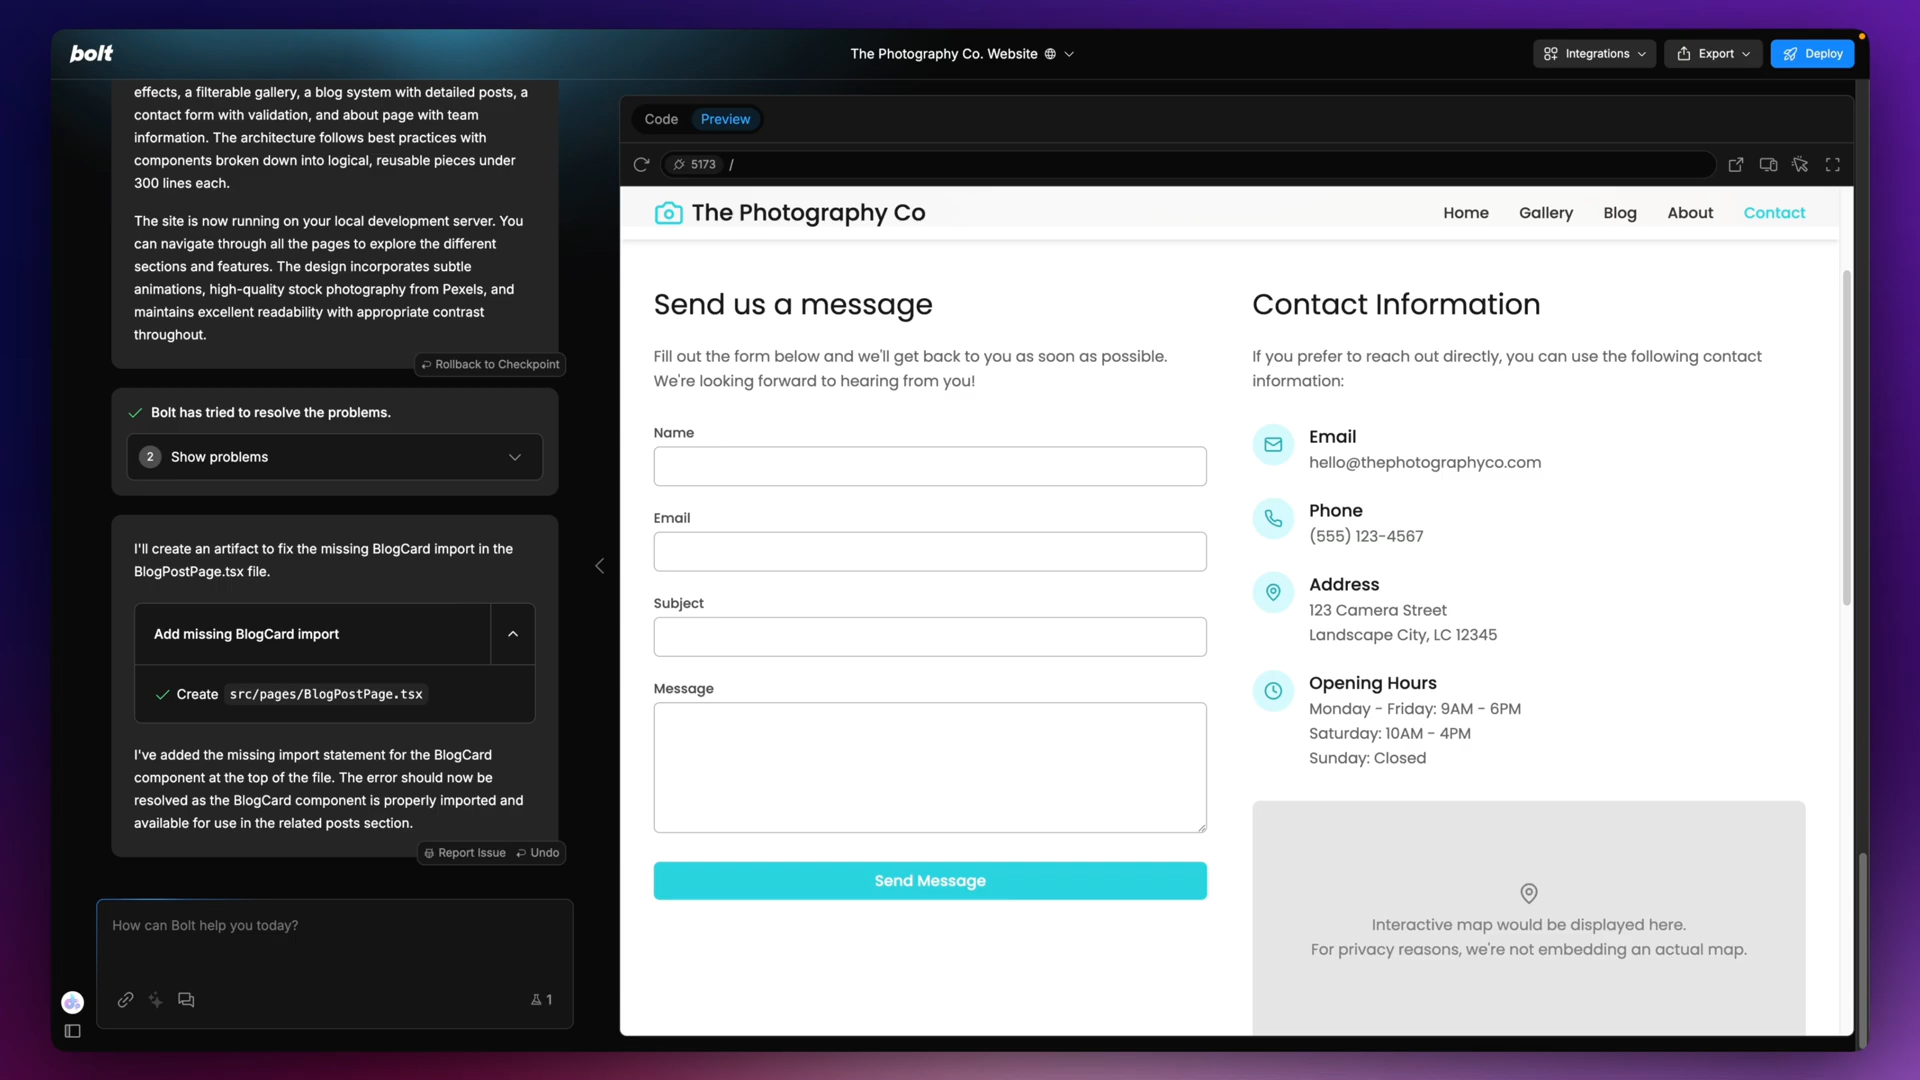 bolt
The Photography Co. Website
Integrations
Export
Deploy
effects, a filterable gallery, a blog system with detailed posts, a
contact form with validation, and about page with team
information. The architecture follows best practices with
components broken down into logical, reusable pieces under
300 lines each.
The site is now running on your local development server. You
can navigate through all the pages to explore the different
sections and features. The design incorporates subtle
animations, high-quality stock photography from Pexels, and
maintains excellent readability with appropriate contrast
throughout.
Rollback to Checkpoint
Bolt has tried to resolve the problems.
2 Show problems
I'll create an artifact to fix the missing BlogCard import in the
BlogPostPage.tsx file.
Add missing BlogCard import
Create src/pages/BlogPostPage.tsx
I've added the missing import statement for the BlogCard
component at the top of the file. The error should now be
resolved as the BlogCard component is properly imported and
available for use in the related posts section.
Report Issue Undo
How can Bolt help you today?
1
Code Preview
5173 /
The Photography Co
Home Gallery Blog About Contact
Send us a message
Fill out the form below and we'll get back to you as soon as possible.
We're looking forward to hearing from you!
Name
Email
Subject
Message
Send Message
Contact Information
If you prefer to reach out directly, you can use the following contact
information:
Email
hello@thephotographyco.com
Phone
(555) 123-4567
Address
123 Camera Street
Landscape City, LC 12345
Opening Hours
Monday - Friday: 9AM - 6PM
Saturday: 10AM - 4PM
Sunday: Closed
Interactive map would be displayed here.
For privacy reasons, we're not embedding an actual map.